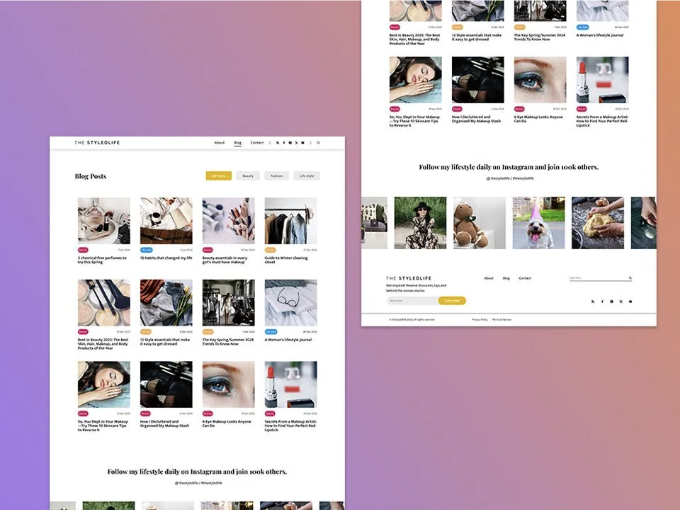 THE STYLEDLIFE
About
Blog
Contact
Blog Posts
All Posts
Beauty
Fashion
Life style
5 chemical free perfumes to
try this Spring
10 habits that changed my life
Beauty essentials in every
girl's must-have makeup
Guide to Winter cleaning
closet
Best in Beauty 2023: The Best
Skin, Hair, Makeup, and Body
Products of the Year
12 Style essentials that make
it easy to get dressed
The Key Spring/Summer 2024
Trends To Know Now
A Woman's lifestyle journal
So, You Slept in Your Makeup
—Try These 10 Skincare Tips
to Reverse It
How I Decluttered and
Organized My Makeup Stash
6 Eye Makeup Looks Anyone
Can Do
Secrets From a Makeup Artist:
How to Find Your Perfect Red
Lipstick
Follow my lifestyle daily on Instagram and join 100k others.
@thestyledlife / #thestyledlife
Best in Beauty 2023: The Best
Skin, Hair, Makeup, and Body
Products of the Year
12 Style essentials that make
it easy to get dressed
The Key Spring/Summer 2024
Trends To Know Now
A Woman's lifestyle journal
So, You Slept in Your Makeup
—Try These 10 Skincare Tips
to Reverse It
How I Decluttered and
Organized My Makeup Stash
6 Eye Makeup Looks Anyone
Can Do
Secrets From a Makeup Artist:
How to Find Your Perfect Red
Lipstick
Follow my lifestyle daily on Instagram and join 100k others.
@thestyledlife / #thestyledlife
THE STYLEDLIFE
Get inspired! Receive discounts, tips and
behind the scenes stories.
Subscribe
About
Blog
Contact
Privacy Policy
Terms of Service